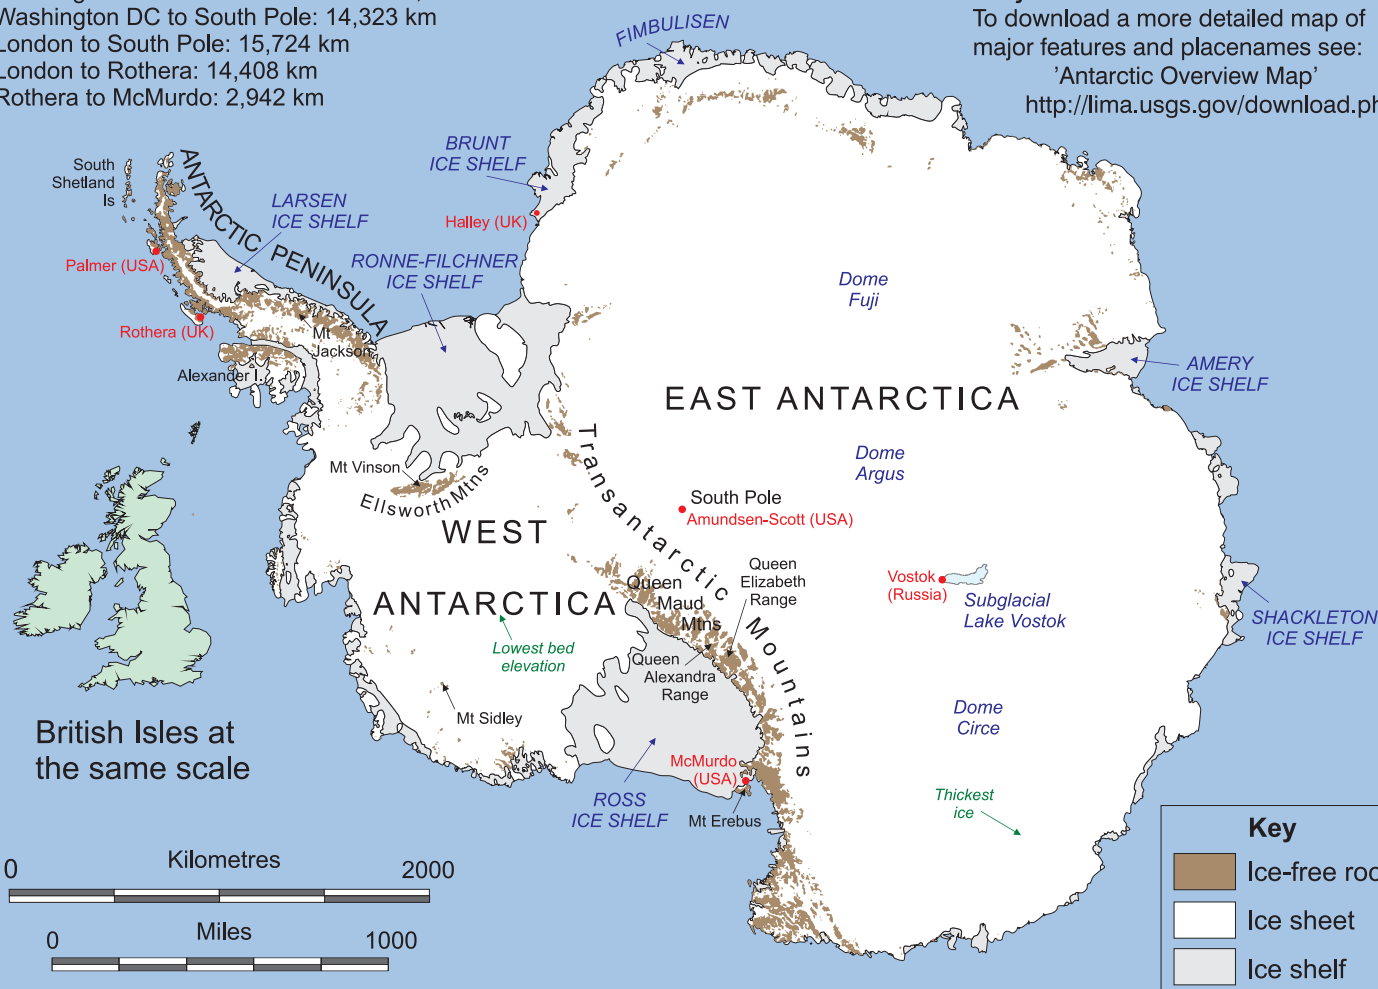 Washington DC to South Pole: 14,323 km
London to South Pole: 15,724 km
London to Rothera: 14,408 km
Rothera to McMurdo: 2,942 km
To download a more detailed map of
major features and placenames see:
'Antarctic Overview Map'
http://lima.usgs.gov/download.ph
FIMBULISEN
BRUNT
ICE SHELF
Halley (UK)
South
Shetland
Is
ANTARCTIC PENINSULA
LARSEN
ICE SHELF
Palmer (USA)
RONNE-FILCHNER
ICE SHELF
Rothera (UK)
Mt
Jackson
Alexander I.
Dome
Fuji
AMERY
ICE SHELF
EAST ANTARCTICA
Dome
Argus
Mt Vinson
Ellsworth Mtns
Transantarctic Mountains
South Pole
Amundsen-Scott (USA)
WEST
ANTARCTICA
Queen
Maud
Mtns
Queen
Elizabeth
Range
Vostok
(Russia)
Subglacial
Lake Vostok
SHACKLETON
ICE SHELF
Lowest bed
elevation
Queen
Alexandra
Range
Mt Sidley
Dome
Circe
McMurdo
(USA)
ROSS
ICE SHELF
Mt Erebus
Thickest
ice
British Isles at
the same scale
Kilometres
0 2000
Miles
0 1000
Key
Ice-free roc
Ice sheet
Ice shelf